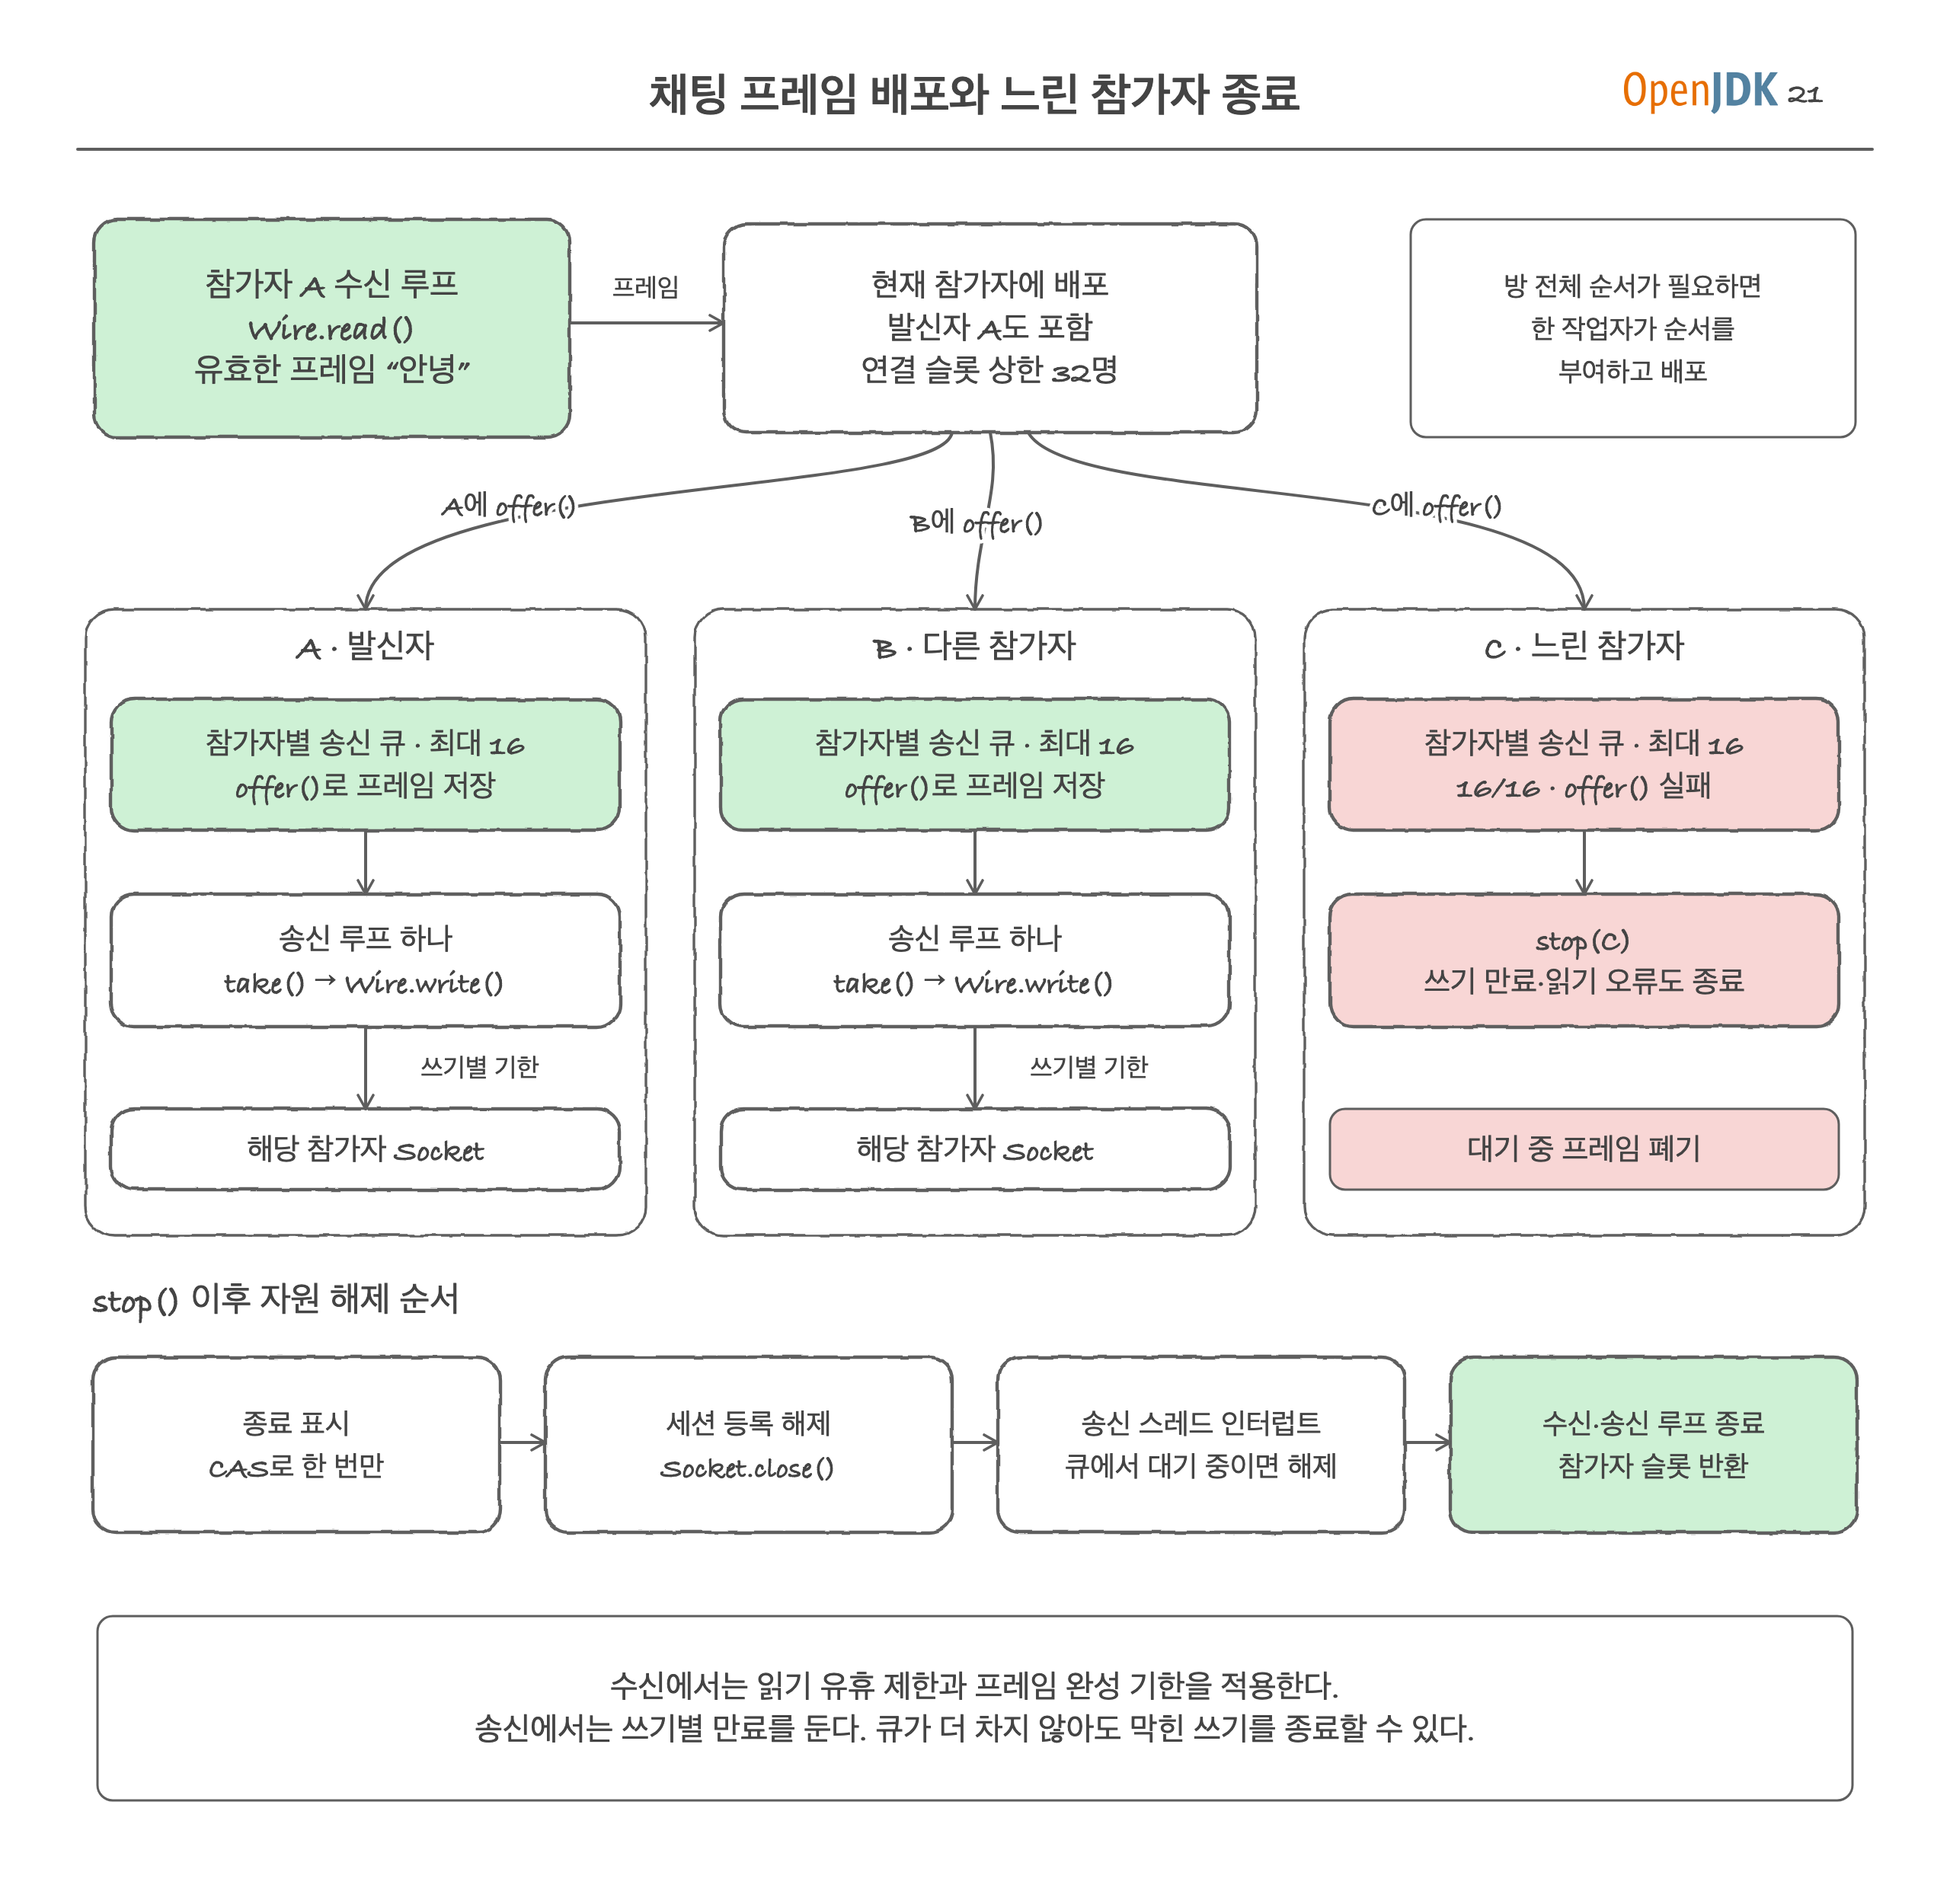 채팅 프레임 배포와 느린 참가자 종료
OpenJDK 21
참가자 A 수신 루프
Wire.read()
유효한 프레임 “안녕”
프레임
현재 참가자에 배포
발신자 A도 포함
연결 슬롯 상한 32명
방 전체 순서가 필요하면
한 작업자가 순서를
부여하고 배포
A에 offer()
B에 offer()
C에 offer()
A · 발신자
참가자별 송신 큐 · 최대 16
offer()로 프레임 저장
송신 루프 하나
take() → Wire.write()
쓰기별 기한
해당 참가자 Socket
B · 다른 참가자
참가자별 송신 큐 · 최대 16
offer()로 프레임 저장
송신 루프 하나
take() → Wire.write()
쓰기별 기한
해당 참가자 Socket
C · 느린 참가자
참가자별 송신 큐 · 최대 16
16/16 · offer() 실패
stop(C)
쓰기 만료·읽기 오류도 종료
대기 중 프레임 폐기
stop() 이후 자원 해제 순서
종료 표시
CAS로 한 번만
세션 등록 해제
Socket.close()
송신 스레드 인터럽트
큐에서 대기 중이면 해제
수신·송신 루프 종료
참가자 슬롯 반환
수신에서는 읽기 유휴 제한과 프레임 완성 기한을 적용한다.
송신에서는 쓰기별 만료를 둔다. 큐가 더 차지 않아도 막힌 쓰기를 종료할 수 있다.